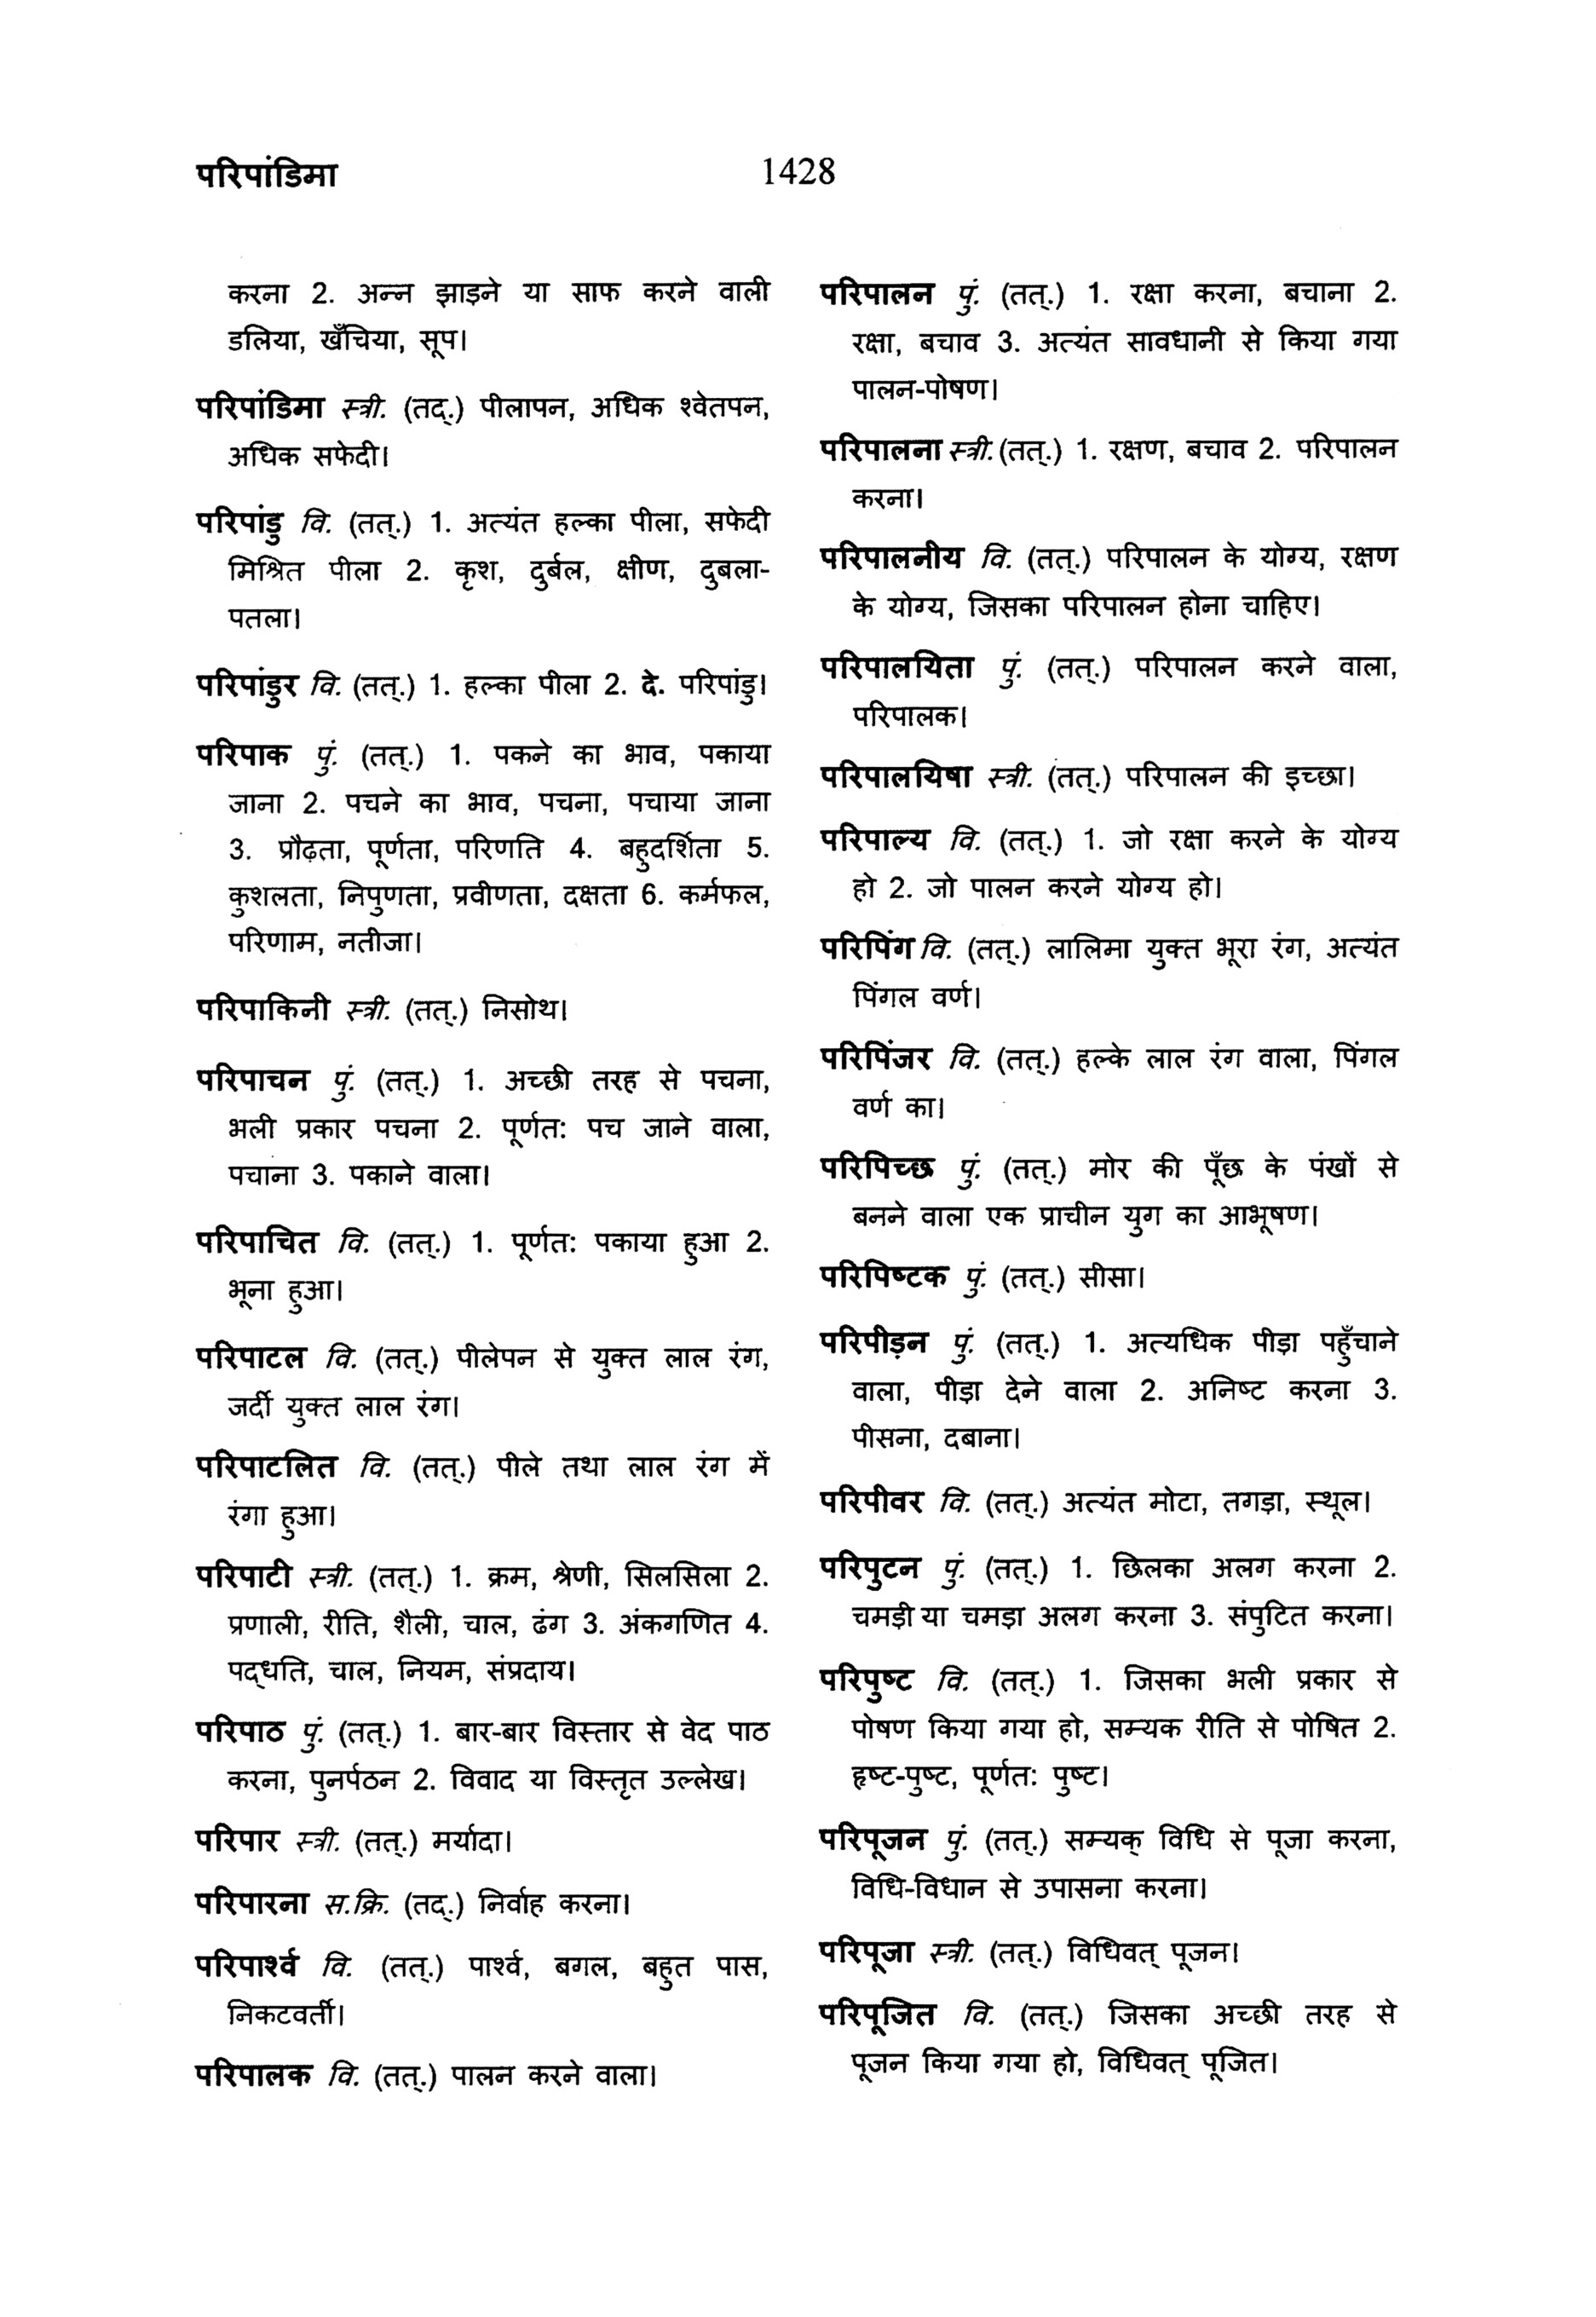 परिपांडिमा
1428
करना 2. अन्न झाड़ने या साफ करने वाली
डलिया, खँचिया, सूप।
परिपांडिमा स्त्री. (तद्.) पीलापन, अधिक श्वेतपन,
अधिक सफेदी।
परिपांडु वि. (तत्.) 1. अत्यंत हल्का पीला, सफेदी
मिश्रित पीला 2. कृश, दुर्बल, क्षीण, दुबला-
पतला।
परिपांडुर वि. (तत्.) 1. हल्का पीला 2. दे. परिपांडु।
परिपाक पुं. (तत्.) 1. पकने का भाव, पकाया
जाना 2. पचने का भाव, पचना, पचाया जाना
3. प्रौढ़ता, पूर्णता, परिणति 4. बहुदर्शिता 5.
कुशलता, निपुणता, प्रवीणता, दक्षता 6. कर्मफल,
परिणाम, नतीजा।
परिपाकिनी स्त्री. (तत्.) निसोथ।
परिपाचन पुं. (तत्.) 1. अच्छी तरह से पचना,
भली प्रकार पचना 2. पूर्णत: पच जाने वाला,
पचाना 3. पकाने वाला।
परिपाचित वि. (तत्.) 1. पूर्णत: पकाया हुआ 2.
भूना हुआ।
परिपाटल वि. (तत्.) पीलेपन से युक्त लाल रंग,
जर्दी युक्त लाल रंग।
परिपाटलित वि. (तत्.) पीले तथा लाल रंग में
रंगा हुआ।
परिपाटी स्त्री. (तत्.) 1. क्रम, श्रेणी, सिलसिला 2.
प्रणाली, रीति, शैली, चाल, ढंग 3. अंकगणित 4.
पद्धति, चाल, नियम, संप्रदाय।
परिपाठ पुं. (तत्.) 1. बार-बार विस्तार से वेद पाठ
करना, पुनर्पठन 2. विवाद या विस्तृत उल्लेख।
परिपार स्त्री. (तत्.) मर्यादा।
परिपारना स.क्रि. (तद्.) निर्वाह करना।
परिपार्श्व वि. (तत्.) पार्श्व, बगल, बहुत पास,
निकटवर्ती।
परिपालक वि. (तत्.) पालन करने वाला।
परिपालन पुं. (तत्.) 1. रक्षा करना, बचाना 2.
रक्षा, बचाव 3. अत्यंत सावधानी से किया गया
पालन-पोषण।
परिपालना स्त्री. (तत्.) 1. रक्षण, बचाव 2. परिपालन
करना।
परिपालनीय वि. (तत्.) परिपालन के योग्य, रक्षण
के योग्य, जिसका परिपालन होना चाहिए।
परिपालयिता पुं. (तत्.) परिपालन करने वाला,
परिपालक।
परिपालयिषा स्त्री. (तत्.) परिपालन की इच्छा।
परिपाल्य वि. (तत्.) 1. जो रक्षा करने के योग्य
हो 2. जो पालन करने योग्य हो।
परिपिंग वि. (तत्.) लालिमा युक्त भूरा रंग, अत्यंत
पिंगल वर्ण।
परिपिंजर वि. (तत्.) हल्के लाल रंग वाला, पिंगल
वर्ण का।
परिपिच्छ पुं. (तत्.) मोर की पूँछ के पंखों से
बनने वाला एक प्राचीन युग का आभूषण।
परिपिष्टक पुं. (तत्.) सीसा।
परिपीड़न पुं. (तत्.) 1. अत्यधिक पीड़ा पहुँचाने
वाला, पीड़ा देने वाला 2. अनिष्ट करना 3.
पीसना, दबाना।
परिपीवर वि. (तत्.) अत्यंत मोटा, तगड़ा, स्थूल।
परिपुटन पुं. (तत्.) 1. छिलका अलग करना 2.
चमड़ी या चमड़ा अलग करना 3. संपुटित करना।
परिपुष्ट वि. (तत्.) 1. जिसका भली प्रकार से
पोषण किया गया हो, सम्यक रीति से पोषित 2.
हृष्ट-पुष्ट, पूर्णत: पुष्ट।
परिपूजन पुं. (तत्.) सम्यक् विधि से पूजा करना,
विधि-विधान से उपासना करना।
परिपूजा स्त्री. (तत्.) विधिवत् पूजन।
परिपूजित वि. (तत्.) जिसका अच्छी तरह से
पूजन किया गया हो, विधिवत् पूजित।